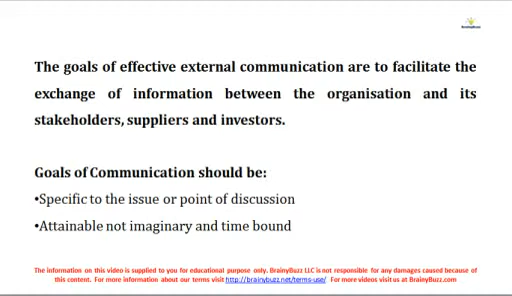 BrainyBuzz
The goals of effective external communication are to facilitate the
exchange of information between the organisation and its
stakeholders, suppliers and investors.
Goals of Communication should be:
•Specific to the issue or point of discussion
•Attainable not imaginary and time bound
The information on this video is supplied to you for educational purpose only. BrainyBuzz LLC is not responsible for any damages caused because of
this content. For more information about our terms visit http://brainybuzz.net/terms-use/ For more videos visit us at BrainyBuzz.com